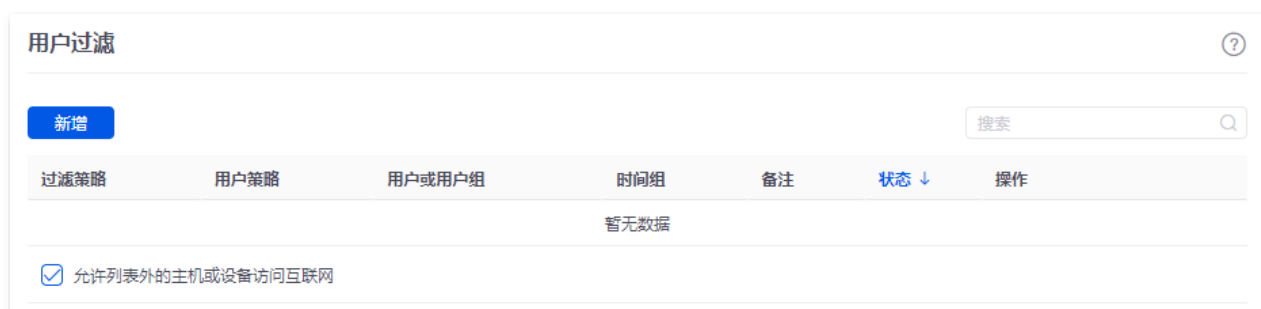 用户过滤
新增
搜索
过滤策略 用户策略 用户或用户组 时间组 备注 状态 ↓ 操作
暂无数据
允许列表外的主机或设备访问互联网